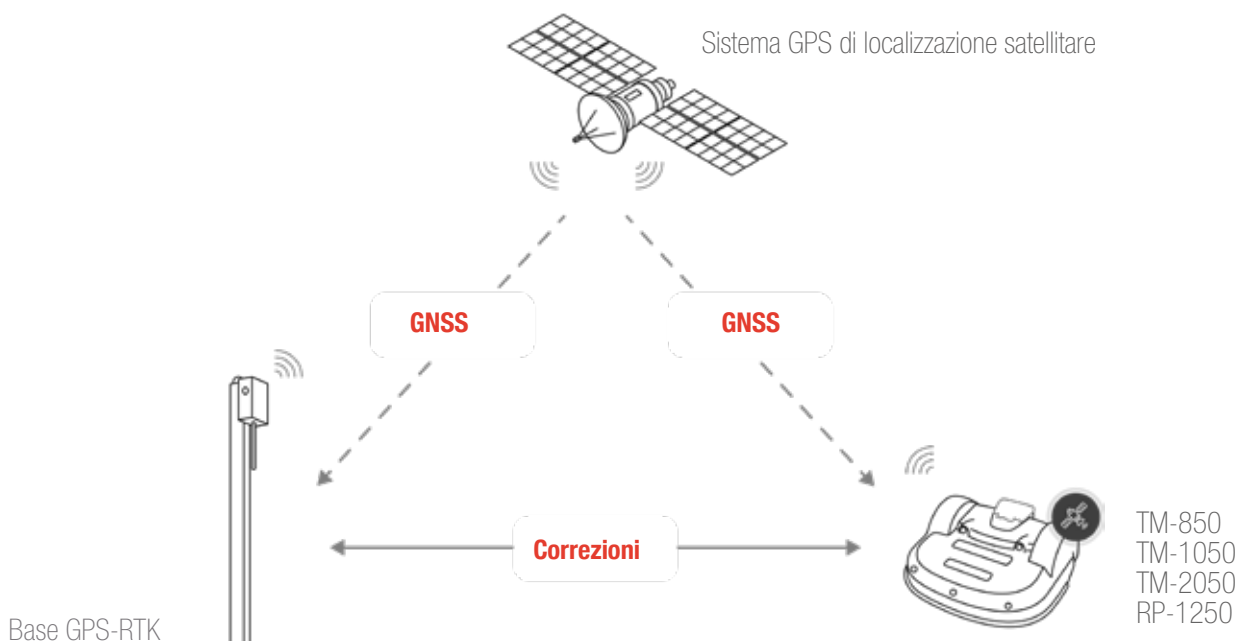 Sistema GPS di localizzazione satellitare
GNSS
GNSS
Correzioni
TM-850
TM-1050
TM-2050
RP-1250
Base GPS-RTK